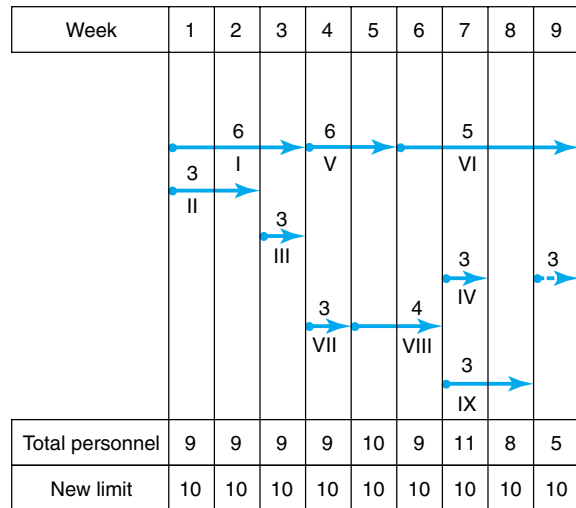 Week 1 2 3 4 5 6 7 8 9
6 6 5
I V VI
3
II
3
III
3 3
IV
3 4
VII VIII
3
IX
Total personnel 9 9 9 9 10 9 11 8 5
New limit 10 10 10 10 10 10 10 10 10